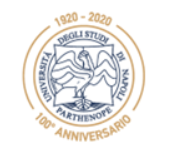 1920 - 2020
UNIVERSITÀ
DEGLI STUDI
DI NAPOLI
PARTHENOPE
100° ANNIVERSARIO